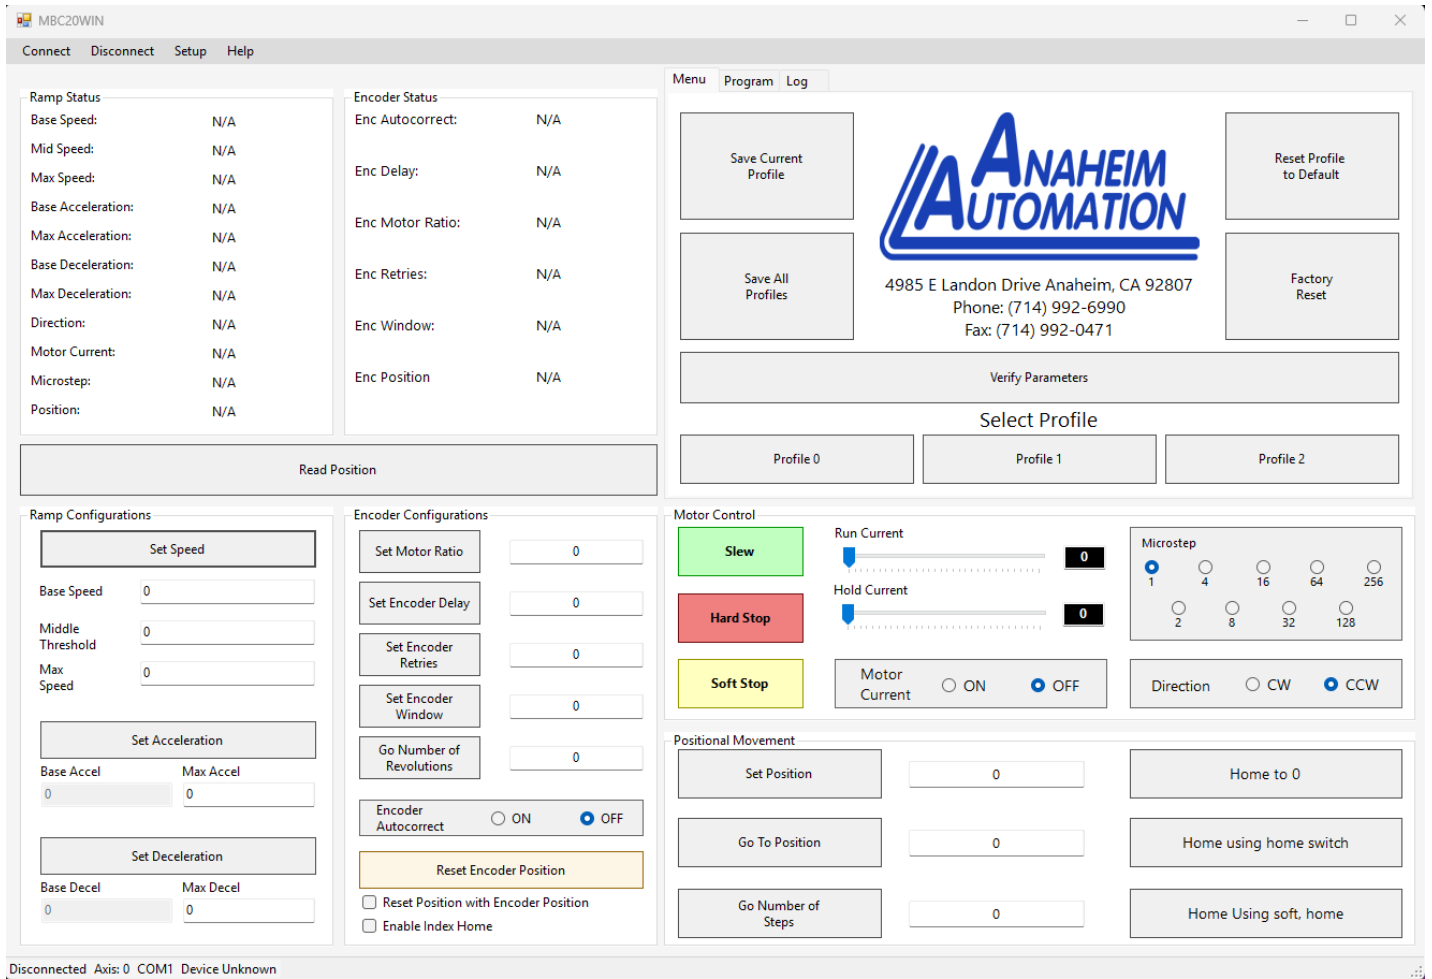 MBC20WIN
Connect Disconnect Setup Help
Menu Program Log
Ramp Status
Base Speed: N/A
Mid Speed: N/A
Max Speed: N/A
Base Acceleration: N/A
Max Acceleration: N/A
Base Deceleration: N/A
Max Deceleration: N/A
Direction: N/A
Motor Current: N/A
Microstep: N/A
Position: N/A
Encoder Status
Enc Autocorrect: N/A
Enc Delay: N/A
Enc Motor Ratio: N/A
Enc Retries: N/A
Enc Window: N/A
Enc Position N/A
Read Position
Save Current
Profile
Save All
Profiles
ANAHEIM
AUTOMATION
4985 E Landon Drive Anaheim, CA 92807
Phone: (714) 992-6990
Fax: (714) 992-0471
Reset Profile
to Default
Factory
Reset
Verify Parameters
Select Profile
Profile 0 Profile 1 Profile 2
Ramp Configurations
Set Speed
Base Speed 0
Middle
Threshold 0
Max
Speed 0
Set Acceleration
Base Accel Max Accel
0 0
Set Deceleration
Base Decel Max Decel
0 0
Encoder Configurations
Set Motor Ratio 0
Set Encoder Delay 0
Set Encoder
Retries 0
Set Encoder
Window 0
Go Number of
Revolutions 0
Encoder
Autocorrect ON OFF
Reset Encoder Position
Reset Position with Encoder Position
Enable Index Home
Motor Control
Slew
Hard Stop
Soft Stop
Run Current 0
Hold Current 0
Motor
Current ON OFF
Microstep
1 4 16 64 256
2 8 32 128
Direction CW CCW
Positional Movement
Set Position 0 Home to 0
Go To Position 0 Home using home switch
Go Number of
Steps 0 Home Using soft, home
Disconnected Axis: 0 COM1 Device Unknown